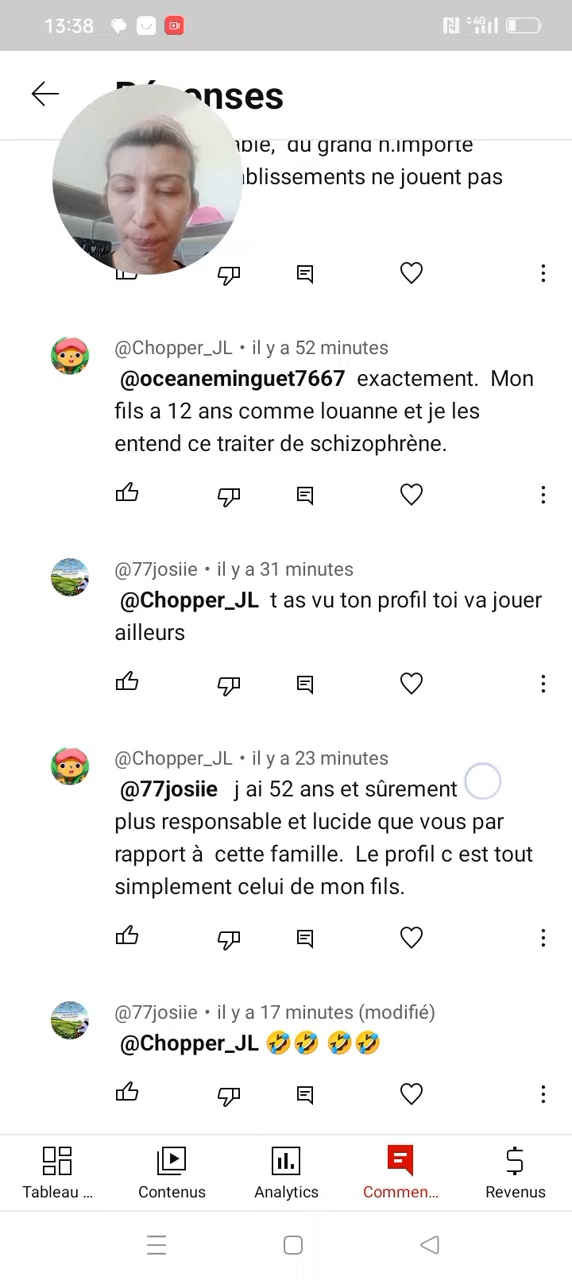 13:38
4G
Réponses
du grand n.importe
ne jouent pas
@Chopper_JL • il y a 52 minutes
@oceaneminguet7667 exactement. Mon
fils a 12 ans comme louanne et je les
entend ce traiter de schizophrène.
@77josiie • il y a 31 minutes
@Chopper_JL t as vu ton profil toi va jouer
ailleurs
@Chopper_JL • il y a 23 minutes
@77josiie j ai 52 ans et sûrement
plus responsable et lucide que vous par
rapport à cette famille. Le profil c est tout
simplement celui de mon fils.
@77josiie • il y a 17 minutes (modifié)
@Chopper_JL 🤣🤣 🤣🤣
Tableau ...
Contenus
Analytics
Commen...
Revenus